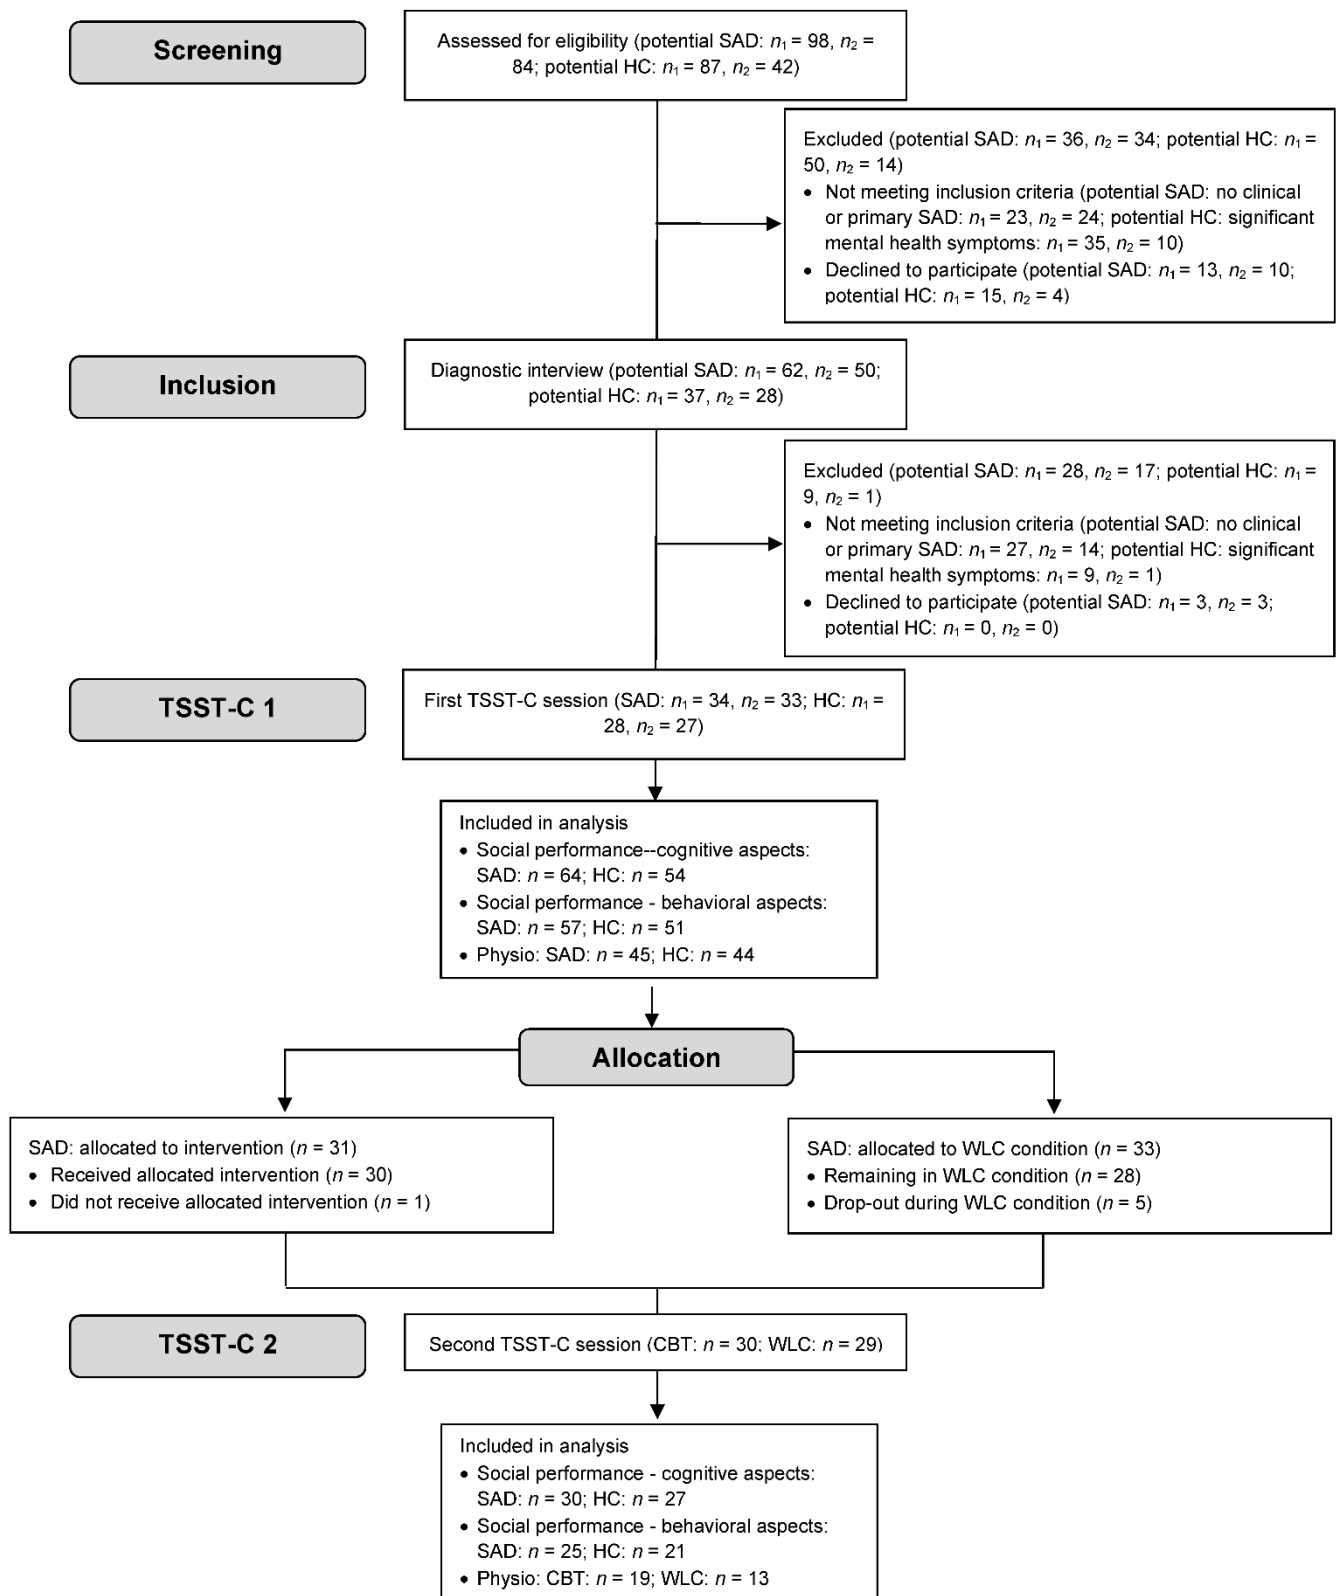 Screening
Assessed for eligibility (potential SAD: n₁ = 98, n₂ =
84; potential HC: n₁ = 87, n₂ = 42)
Excluded (potential SAD: n₁ = 36, n₂ = 34; potential HC: n₁ =
50, n₂ = 14)
• Not meeting inclusion criteria (potential SAD: no clinical
or primary SAD: n₁ = 23, n₂ = 24; potential HC: significant
mental health symptoms: n₁ = 35, n₂ = 10)
• Declined to participate (potential SAD: n₁ = 13, n₂ = 10;
potential HC: n₁ = 15, n₂ = 4)
Inclusion
Diagnostic interview (potential SAD: n₁ = 62, n₂ = 50;
potential HC: n₁ = 37, n₂ = 28)
Excluded (potential SAD: n₁ = 28, n₂ = 17; potential HC: n₁ =
9, n₂ = 1)
• Not meeting inclusion criteria (potential SAD: no clinical
or primary SAD: n₁ = 27, n₂ = 14; potential HC: significant
mental health symptoms: n₁ = 9, n₂ = 1)
• Declined to participate (potential SAD: n₁ = 3, n₂ = 3;
potential HC: n₁ = 0, n₂ = 0)
TSST-C 1
First TSST-C session (SAD: n₁ = 34, n₂ = 33; HC: n₁ =
28, n₂ = 27)
Included in analysis
• Social performance--cognitive aspects:
SAD: n = 64; HC: n = 54
• Social performance - behavioral aspects:
SAD: n = 57; HC: n = 51
• Physio: SAD: n = 45; HC: n = 44
Allocation
SAD: allocated to intervention (n = 31)
• Received allocated intervention (n = 30)
• Did not receive allocated intervention (n = 1)
SAD: allocated to WLC condition (n = 33)
• Remaining in WLC condition (n = 28)
• Drop-out during WLC condition (n = 5)
TSST-C 2
Second TSST-C session (CBT: n = 30; WLC: n = 29)
Included in analysis
• Social performance - cognitive aspects:
SAD: n = 30; HC: n = 27
• Social performance - behavioral aspects:
SAD: n = 25; HC: n = 21
• Physio: CBT: n = 19; WLC: n = 13